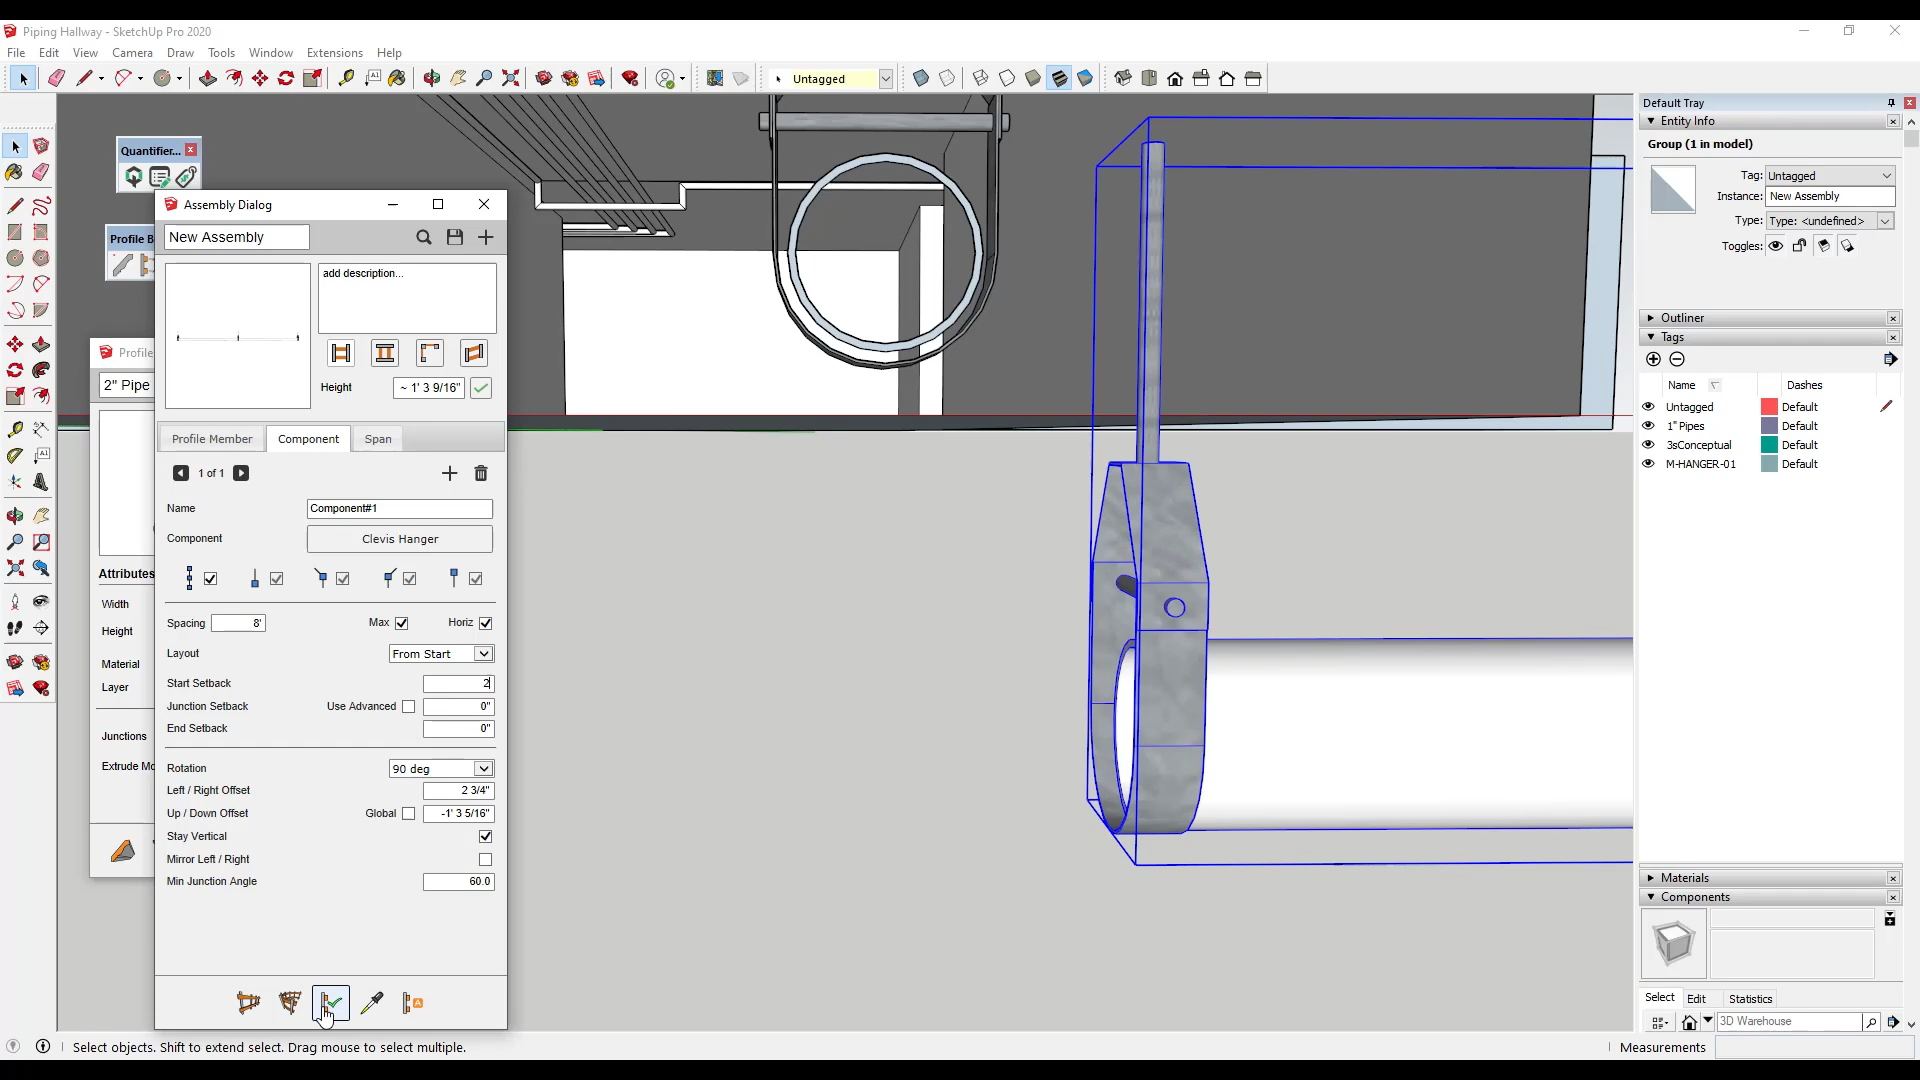 Piping Hallway - SketchUp Pro 2020
File Edit View Camera Draw Tools Window Extensions Help
Untagged
Quantifier...
Assembly Dialog
New Assembly
add description...
Profile B
Profile
2" Pipe
Height ~ 1' 3 9/16"
Profile Member Component Span
1 of 1
Name Component#1
Component Clevis Hanger
Attributes
Width
Height
Material
Layer
Junctions
Extrude Mo
Spacing 8' Max Horiz
Layout From Start
Start Setback 2
Junction Setback Use Advanced 0"
End Setback 0"
Rotation 90 deg
Left / Right Offset 2 3/4"
Up / Down Offset Global -1' 3 5/16"
Stay Vertical
Mirror Left / Right
Min Junction Angle 60.0
Default Tray
Entity Info
Group (1 in model)
Tag: Untagged
Instance: New Assembly
Type: Type: <undefined>
Toggles:
Outliner
Tags
Name Dashes
Untagged Default
1" Pipes Default
3sConceptual Default
M-HANGER-01 Default
Materials
Components
Select Edit Statistics
3D Warehouse
Select objects. Shift to extend select. Drag mouse to select multiple.
Measurements